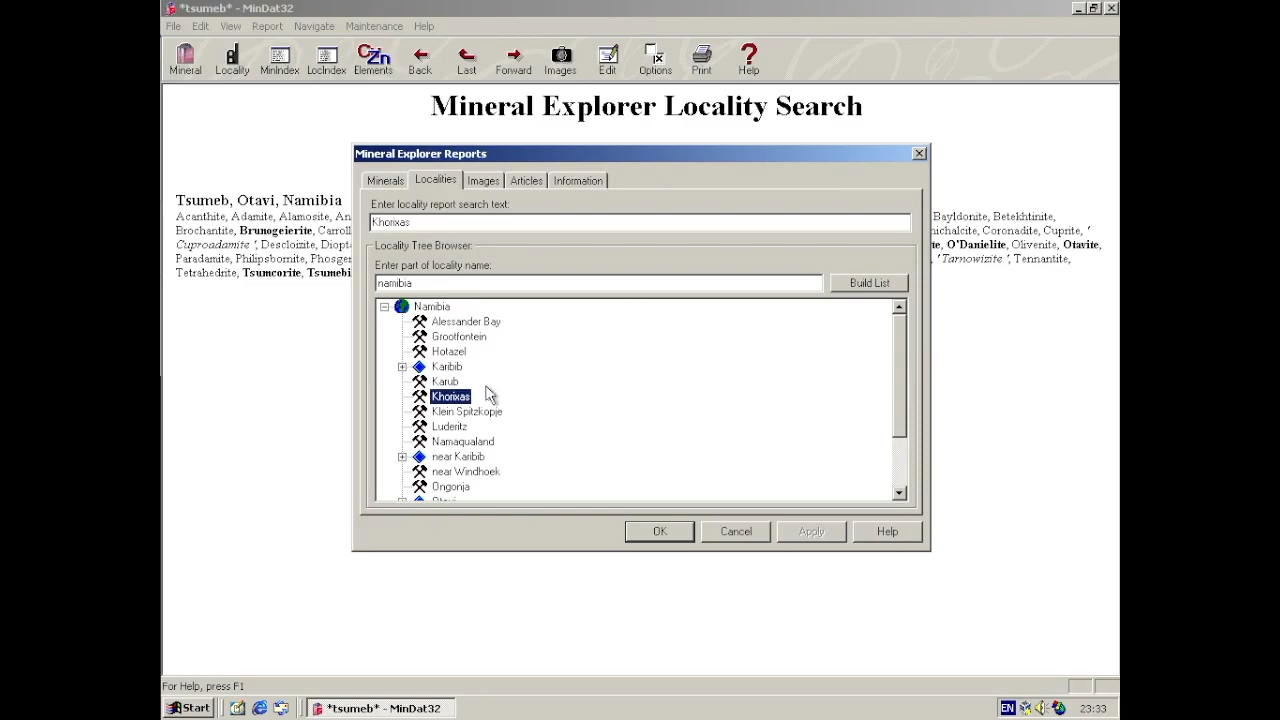 *tsumeb* - MinDat32
File Edit View Report Navigate Maintenance Help
Mineral Locality MinIndex LocIndex Elements Back Last Forward Images Edit Options Print Help
Mineral Explorer Locality Search
Mineral Explorer Reports
Minerals Localities Images Articles Information
Enter locality report search text:
Khorixas
Locality Tree Browser:
Enter part of locality name:
namibia
Build List
Namibia
Alessander Bay
Grootfontein
Hotazel
Karibib
Karub
Khorixas
Klein Spitzkopje
Luderitz
Namaqualand
near Karibib
near Windhoek
Ongonja
Otavi
OK Cancel Apply Help
Tsumeb, Otavi, Namibia
Acanthite, Adamite, Alamosite, Bayldonite, Betekhtinite,
Brochantite, Brunogeierite, Coronadite, Cuprite, '
Cuproadamite ', Descloizite, O'Danielite, Olivenite, Otavite,
Paradamite, Philipsbornite, ' Tarnowizite ', Tennantite,
Tetrahedrite, Tsumcorite,
For Help, press F1
Start *tsumeb* - MinDat32 EN 23:33